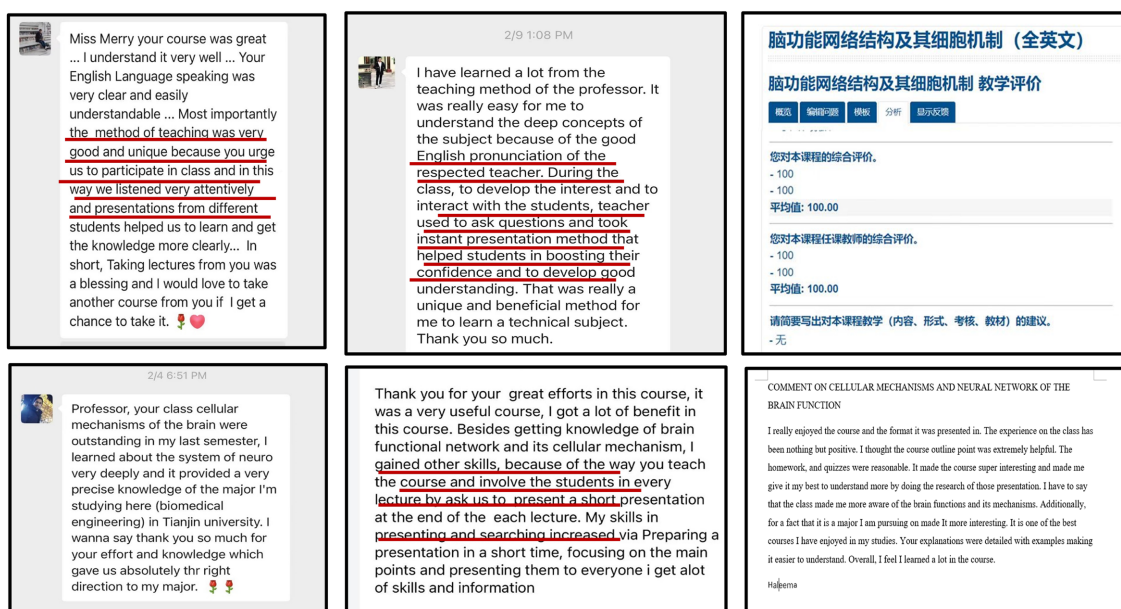 Miss Merry your course was great
... I understand it very well ... Your
English Language speaking was
very clear and easily
understandable ... Most importantly
the method of teaching was very
good and unique because you urge
us to participate in class and in this
way we listened very attentively
and presentations from different
students helped us to learn and get
the knowledge more clearly... In
short, Taking lectures from you was
a blessing and I would love to take
another course from you if I get a
chance to take it. 🌹💗
2/9 1:08 PM
I have learned a lot from the
teaching method of the professor. It
was really easy for me to
understand the deep concepts of
the subject because of the good
English pronunciation of the
respected teacher. During the
class, to develop the interest and to
interact with the students, teacher
used to ask questions and took
instant presentation method that
helped students in boosting their
confidence and to develop good
understanding. That was really a
unique and beneficial method for
me to learn a technical subject.
Thank you so much.
脑功能网络结构及其细胞机制（全英文）
脑功能网络结构及其细胞机制 教学评价
概览 编辑问题 模板 分析 显示反馈
您对本课程的综合评价。
- 100
- 100
平均值: 100.00
您对本课程任课教师的综合评价。
- 100
- 100
平均值: 100.00
请简要写出对本课程教学（内容、形式、考核、教材）的建议。
- 无
2/4 6:51 PM
Professor, your class cellular
mechanisms of the brain were
outstanding in my last semester, I
learned about the system of neuro
very deeply and it provided a very
precise knowledge of the major I'm
studying here (biomedical
engineering) in Tianjin university. I
wanna say thank you so much for
your effort and knowledge which
gave us absolutely thr right
direction to my major. 🌹🌹
Thank you for your great efforts in this course, it
was a very useful course, I got a lot of benefit in
this course. Besides getting knowledge of brain
functional network and its cellular mechanism, I
gained other skills, because of the way you teach
the course and involve the students in every
lecture by ask us to present a short presentation
at the end of the each lecture. My skills in
presenting and searching increased via Preparing a
presentation in a short time, focusing on the main
points and presenting them to everyone i get alot
of skills and information
COMMENT ON CELLULAR MECHANISMS AND NEURAL NETWORK OF THE
BRAIN FUNCTION
I really enjoyed the course and the format it was presented in. The experience on the class has
been nothing but positive. I thought the course outline point was extremely helpful. The
homework, and quizzes were reasonable. It made the course super interesting and made me
give it my best to understand more by doing the research of those presentation. I have to say
that the class made me more aware of the brain functions and its mechanisms. Additionally,
for a fact that it is a major I am pursuing on made It more interesting. It is one of the best
courses I have enjoyed in my studies. Your explanations were detailed with examples making
it easier to understand. Overall, I feel I learned a lot in the course.
Haleema